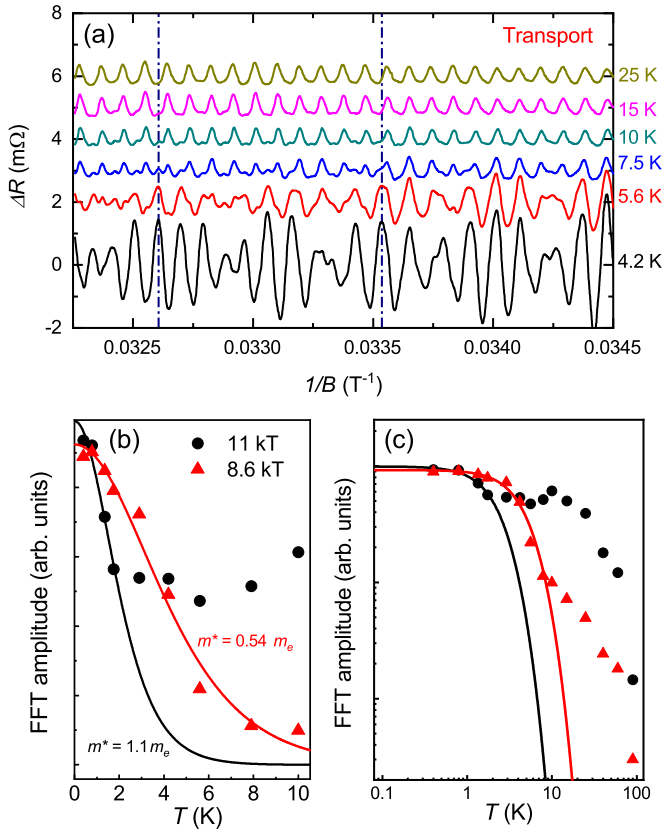 (a)
Transport
8
6
4
2
0
-2
ΔR (mΩ)
25 K
15 K
10 K
7.5 K
5.6 K
4.2 K
0.0325 0.0330 0.0335 0.0340 0.0345
1/B (T⁻¹)
(b)
11 kT
8.6 kT
m* = 0.54 mₑ
m* = 1.1 mₑ
FFT amplitude (arb. units)
0 2 4 6 8 10
T (K)
(c)
FFT amplitude (arb. units)
0.1 1 10 100
T (K)